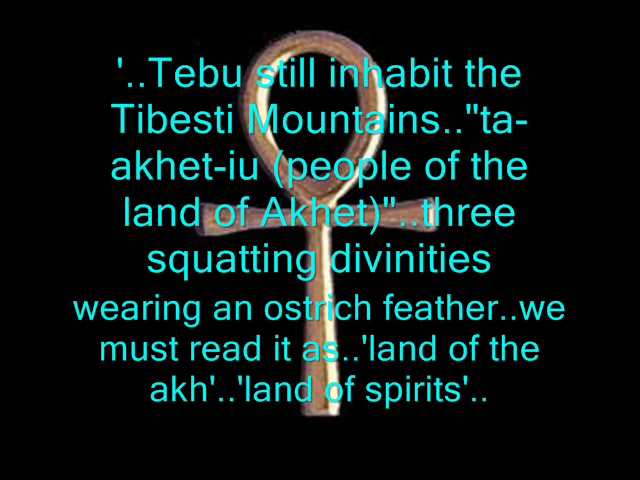 '..Tebu still inhabit the
Tibesti Mountains.."ta-
akhet-iu (people of the
land of Akhet)"..three
squatting divinities
wearing an ostrich feather..we
must read it as..'land of the
akh'..'land of spirits'..